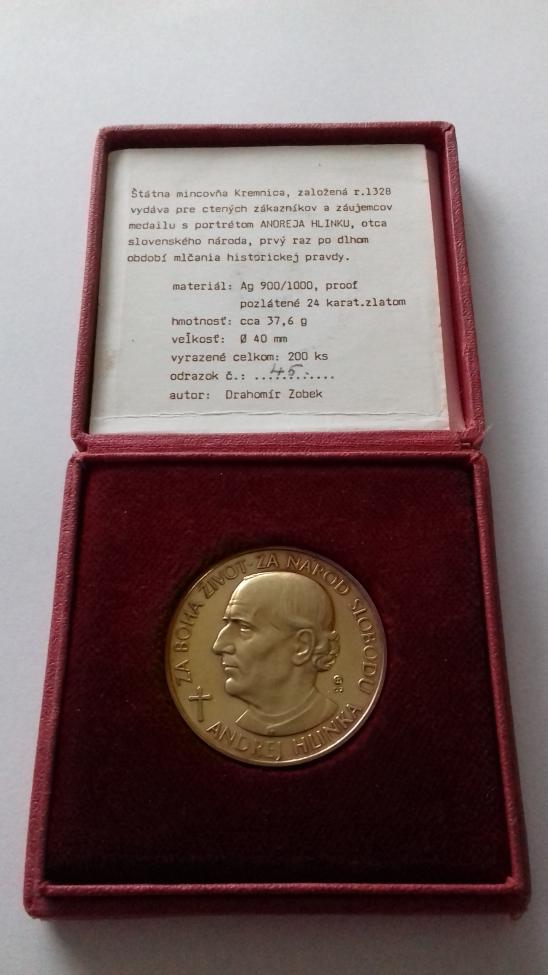 Štátna mincovňa Kremnica, založená r.1328
vydáva pre ctených zákazníkov a záujemcov
medailu s portrétom ANDREJA HLINKU, otca
slovenského národa, prvý raz po dlhom
období mlčania historickej pravdy.
materiál: Ag 900/1000, proof
pozlátené 24 karat.zlatom
hmotnosť: cca 37,6 g
veľkosť: Ø 40 mm
vyrazené celkom: 200 ks
odrazok č.: ...45...
autor: Drahomír Zobek
ZA BOHA ŽIVOT·ZA NÁROD SLOBODU
ANDREJ HLINKA